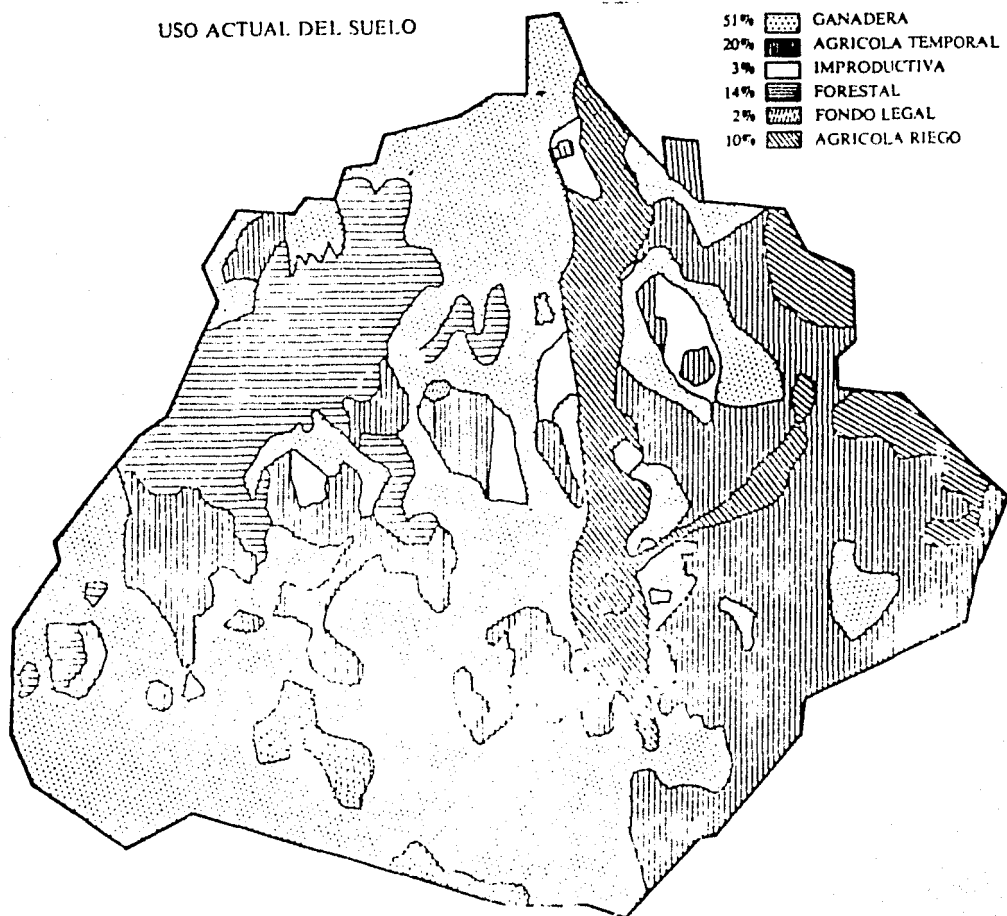 USO ACTUAL DEL SUELO
51% GANADERA
20% AGRICOLA TEMPORAL
3% IMPRODUCTIVA
14% FORESTAL
2% FONDO LEGAL
10% AGRICOLA RIEGO